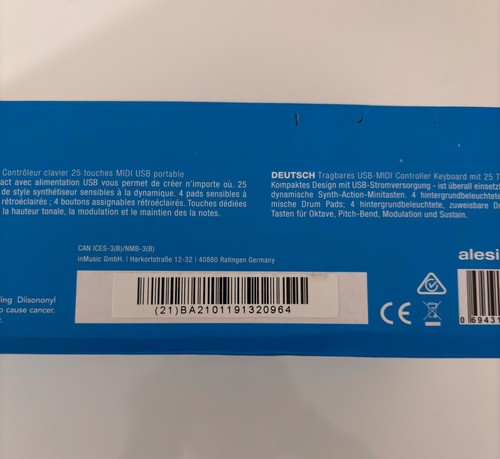 Contrôleur clavier 25 touches MIDI USB portable
act avec alimentation USB vous permet de créer n'importe où. 25
de style synthétiseur sensibles à la dynamique. 4 pads sensibles à
rétroéclairés ; 4 boutons assignables rétroéclairés. Touches dédiées
la hauteur tonale, la modulation et le maintien des la notes.
DEUTSCH Tragbares USB-MIDI Controller Keyboard mit 25 T
Kompaktes Design mit USB-Stromversorgung - ist überall einsetz
dynamische Synth-Action-Minitasten. 4 hintergrundbeleuchtete,
mische Drum Pads; 4 hintergrundbeleuchtete, zuweisbare Dr
Tasten für Oktave, Pitch-Bend, Modulation und Sustain.
CAN ICES-3(B)/NMB-3(B)
inMusic GmbH. | Harkortstraße 12-32 | 40880 Ratingen Germany
ling Diisononyl
o cause cancer.
(21)BA2101191320964
alesi
CE
0 69431